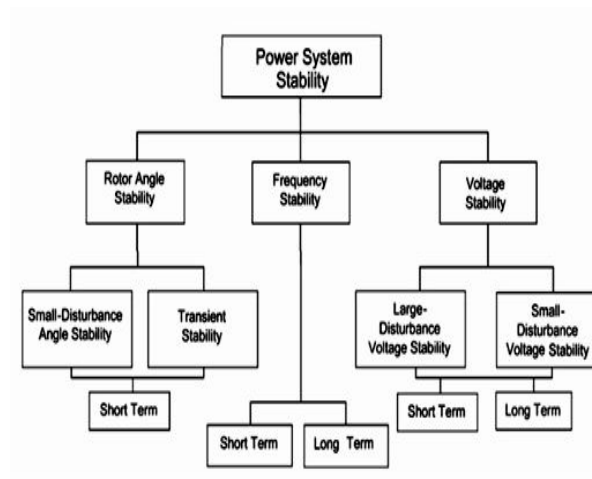 Power System
Stability
Rotor Angle
Stability
Frequency
Stability
Voltage
Stability
Small-Disturbance
Angle Stability
Transient
Stability
Large-
Disturbance
Voltage Stability
Small-
Disturbance
Voltage Stability
Short Term
Short Term
Long Term
Short Term
Long Term